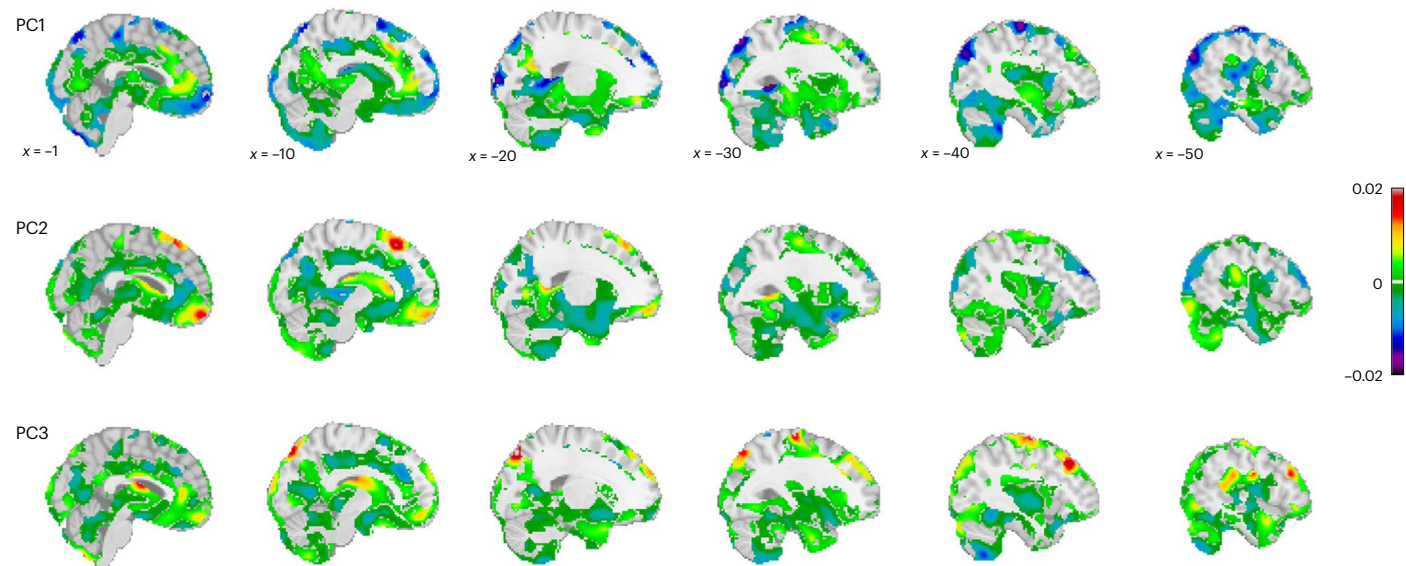 PC1
x = –1
x = –10
x = –20
x = –30
x = –40
x = –50
PC2
0.02
0
–0.02
PC3